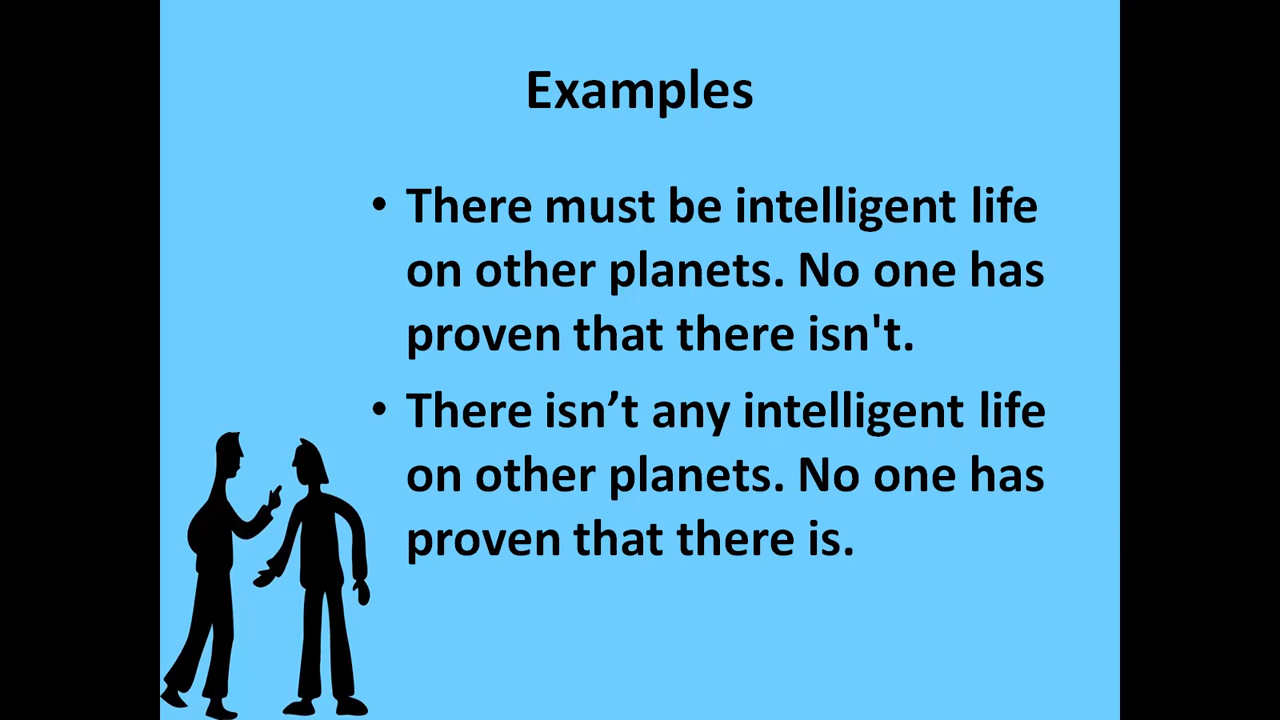 Examples
• There must be intelligent life
on other planets. No one has
proven that there isn't.
• There isn’t any intelligent life
on other planets. No one has
proven that there is.